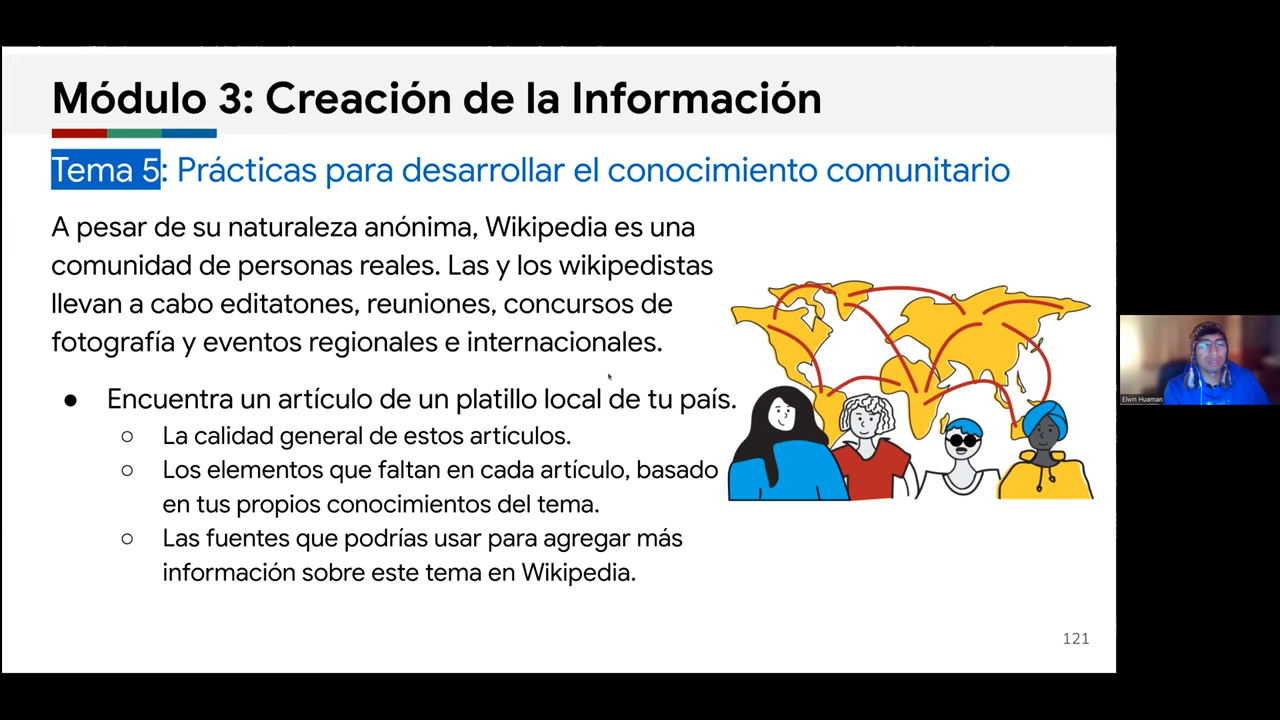 Módulo 3: Creación de la Información
Tema 5: Prácticas para desarrollar el conocimiento comunitario
A pesar de su naturaleza anónima, Wikipedia es una
comunidad de personas reales. Las y los wikipedistas
llevan a cabo editatones, reuniones, concursos de
fotografía y eventos regionales e internacionales.
● Encuentra un artículo de un platillo local de tu país.
○ La calidad general de estos artículos.
○ Los elementos que faltan en cada artículo, basado
en tus propios conocimientos del tema.
○ Las fuentes que podrías usar para agregar más
información sobre este tema en Wikipedia.
121
Elwin Huaman